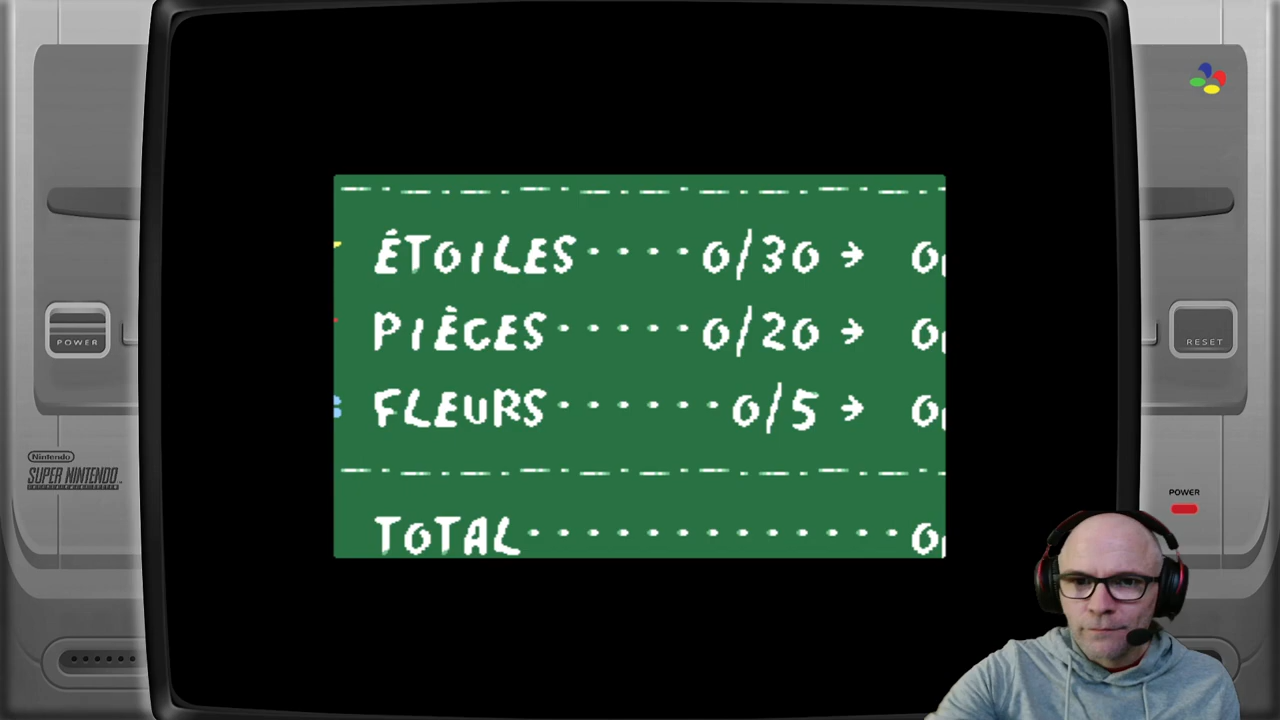 ÉTOILES · · · · 0/30 → 0
PIÈCES · · · · · 0/20 → 0
FLEURS · · · · · · 0/5 → 0
TOTAL · · · · · · · · · · · · · 0
POWER
RESET
Nintendo
SUPER NINTENDO
POWER